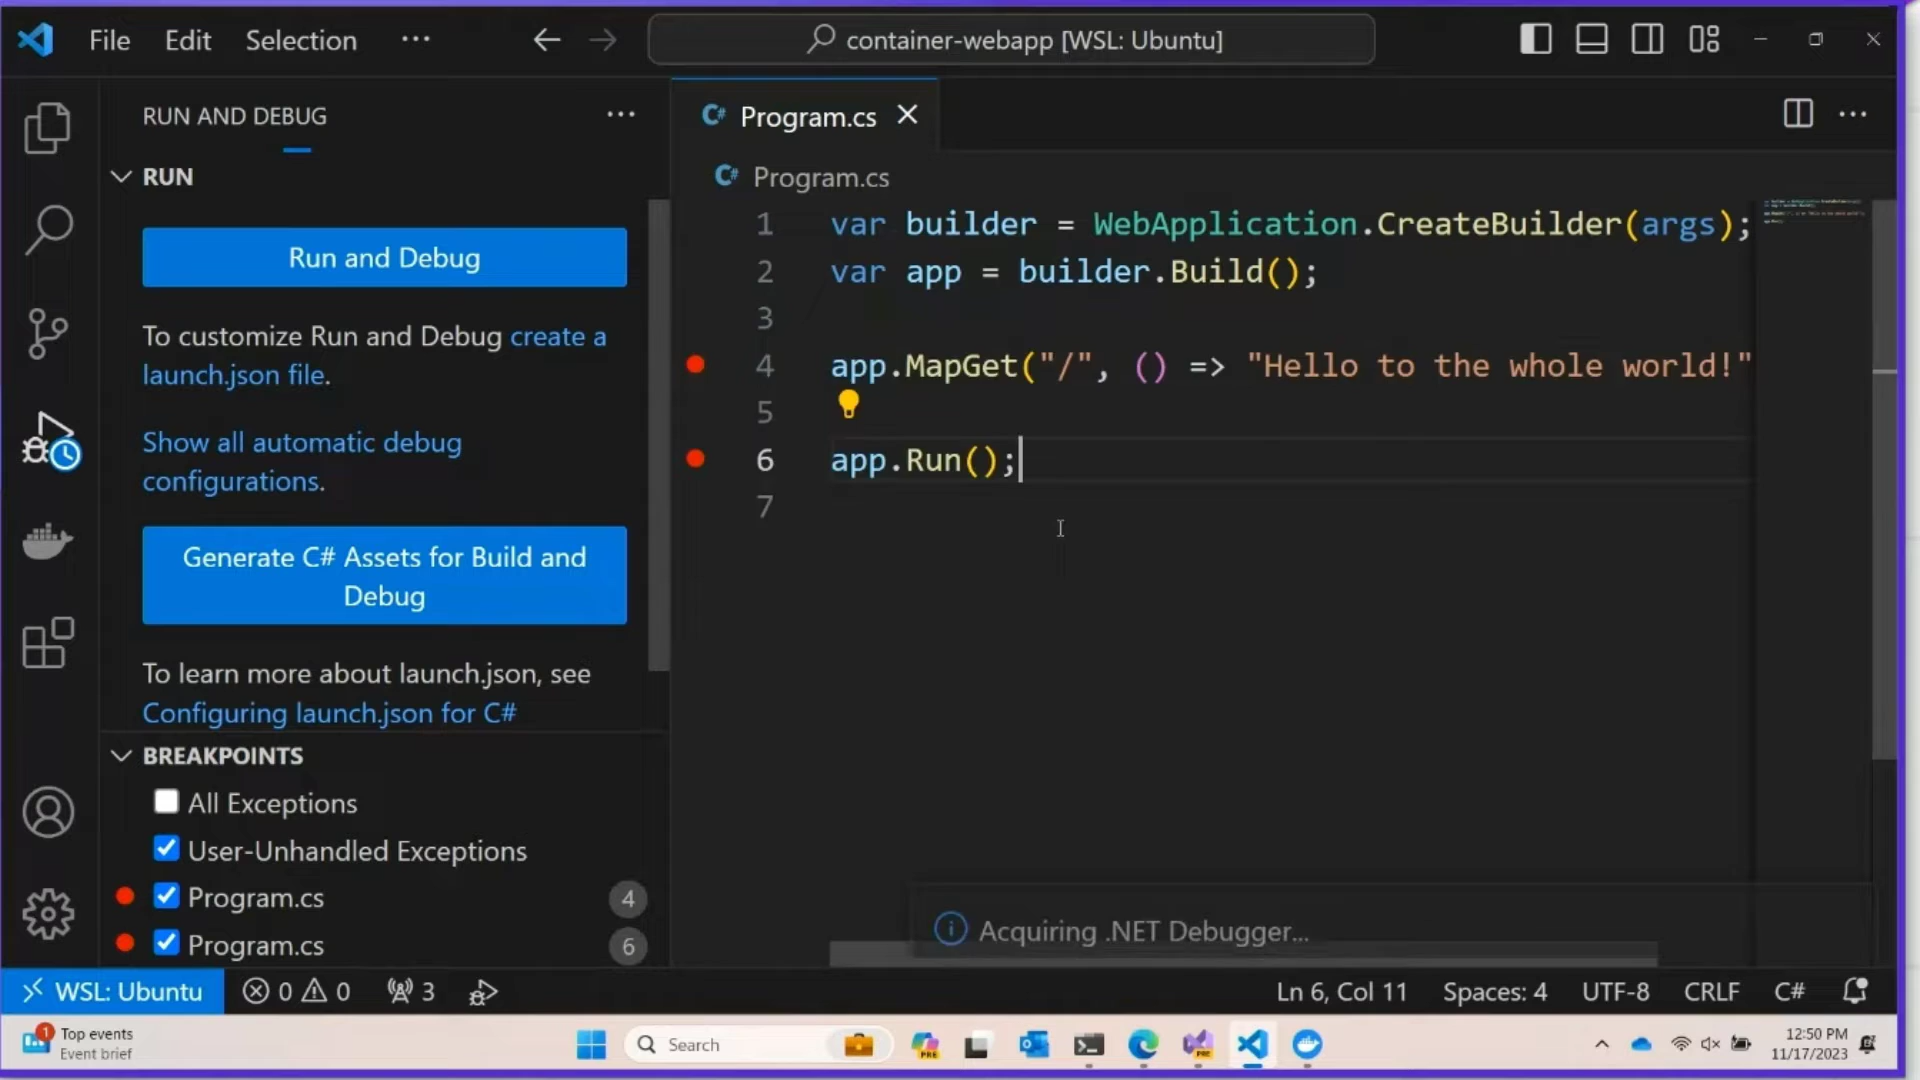 File Edit Selection ···
container-webapp [WSL: Ubuntu]
RUN AND DEBUG
RUN
Run and Debug
To customize Run and Debug create a
launch.json file.
Show all automatic debug
configurations.
Generate C# Assets for Build and
Debug
To learn more about launch.json, see
Configuring launch.json for C#
BREAKPOINTS
All Exceptions
User-Unhandled Exceptions
Program.cs 4
Program.cs 6
C# Program.cs
C# Program.cs
1 var builder = WebApplication.CreateBuilder(args);
2 var app = builder.Build();
3
4 app.MapGet("/", () => "Hello to the whole world!"
5
6 app.Run();
7
Acquiring .NET Debugger...
WSL: Ubuntu 0 0 3
Ln 6, Col 11 Spaces: 4 UTF-8 CRLF C#
1
Top events
Event brief
Search
PRE
PRE
12:50 PM
11/17/2023